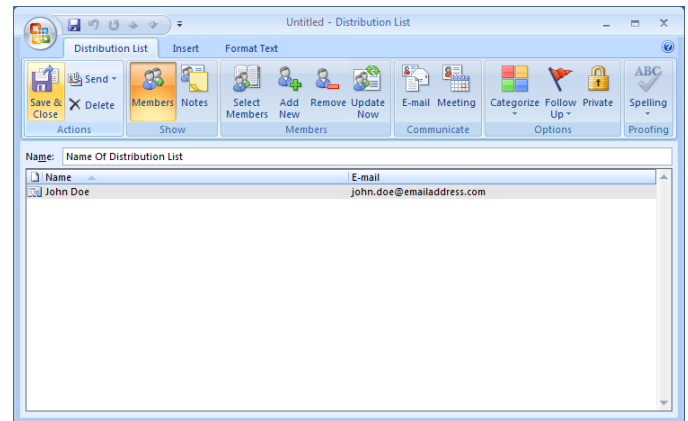 Untitled - Distribution List
Distribution List Insert Format Text
Save & Close Send Delete Members Notes Select Members Add New Remove Update Now E-mail Meeting Categorize Follow Up Private ABC Spelling
Actions Show Members Communicate Options Proofing
Name: Name Of Distribution List
Name E-mail
John Doe john.doe@emailaddress.com